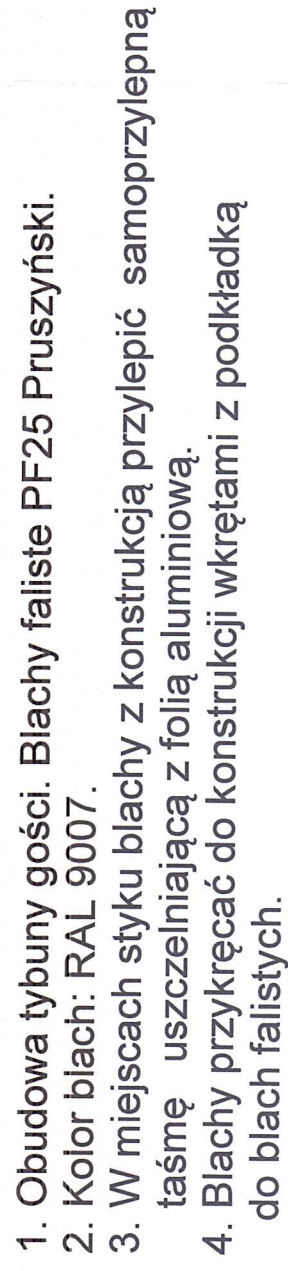 1. Obudowa tybuny gości. Blachy faliste PF25 Pruszyński.
2. Kolor blach: RAL 9007.
3. W miejscach styku blachy z konstrukcją przylepić samoprzylepną
taśmę uszczelniającą z folią aluminiową.
4. Blachy przykręcać do konstrukcji wkrętami z podkładką
do blach falistych.